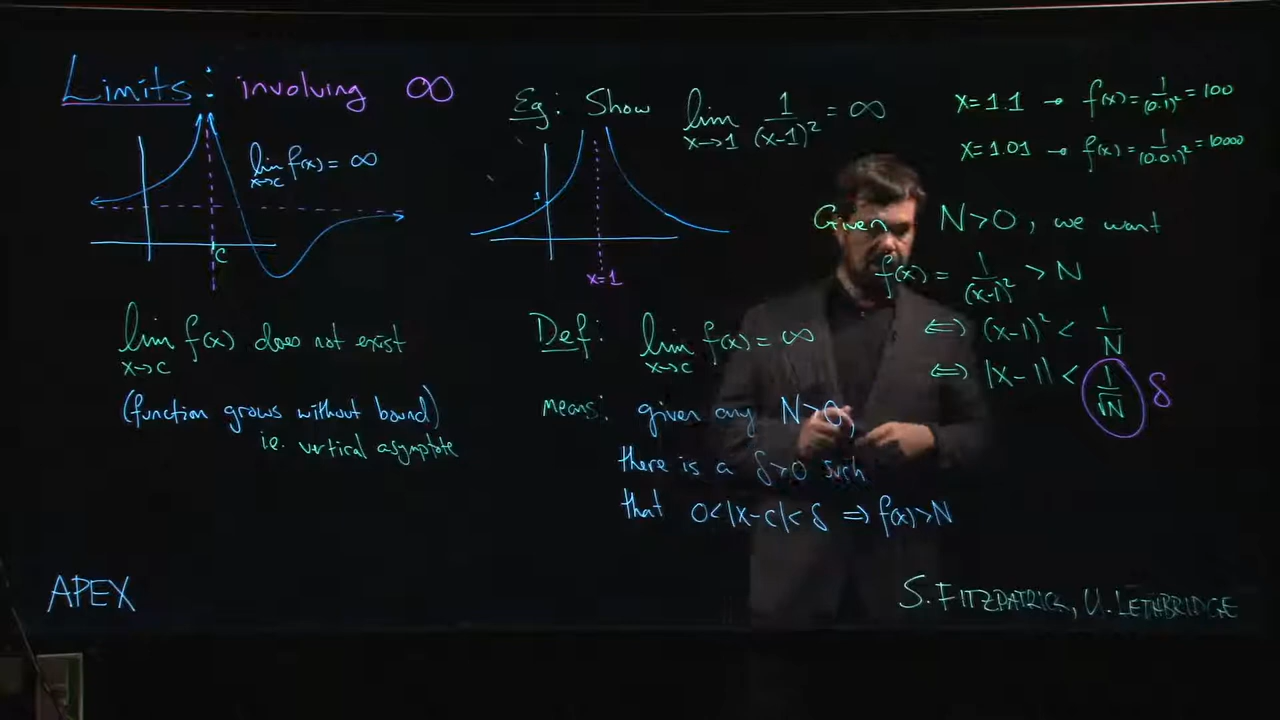 Limits: involving ∞
lim f(x) = ∞
x→c
c
lim f(x) does not exist
x→c
(function grows without bound)
i.e. vertical asymptote
Eg: Show lim 1/(x-1)² = ∞
x→1
1
x=1
Def: lim f(x) = ∞
x→c
means: given any N>0,
there is a δ>0 such
that 0<|x-c|<δ ⇒ f(x)>N
x=1.1 → f(x)=1/(0.1)²=100
x=1.01 → f(x)=1/(0.01)²=10000
Given N>0, we want
f(x) = 1/(x-1)² > N
⇔ (x-1)² < 1/N
⇔ |x-1| < 1/√N δ
APEX
S. FITZPATRICK, U. LETHBRIDGE